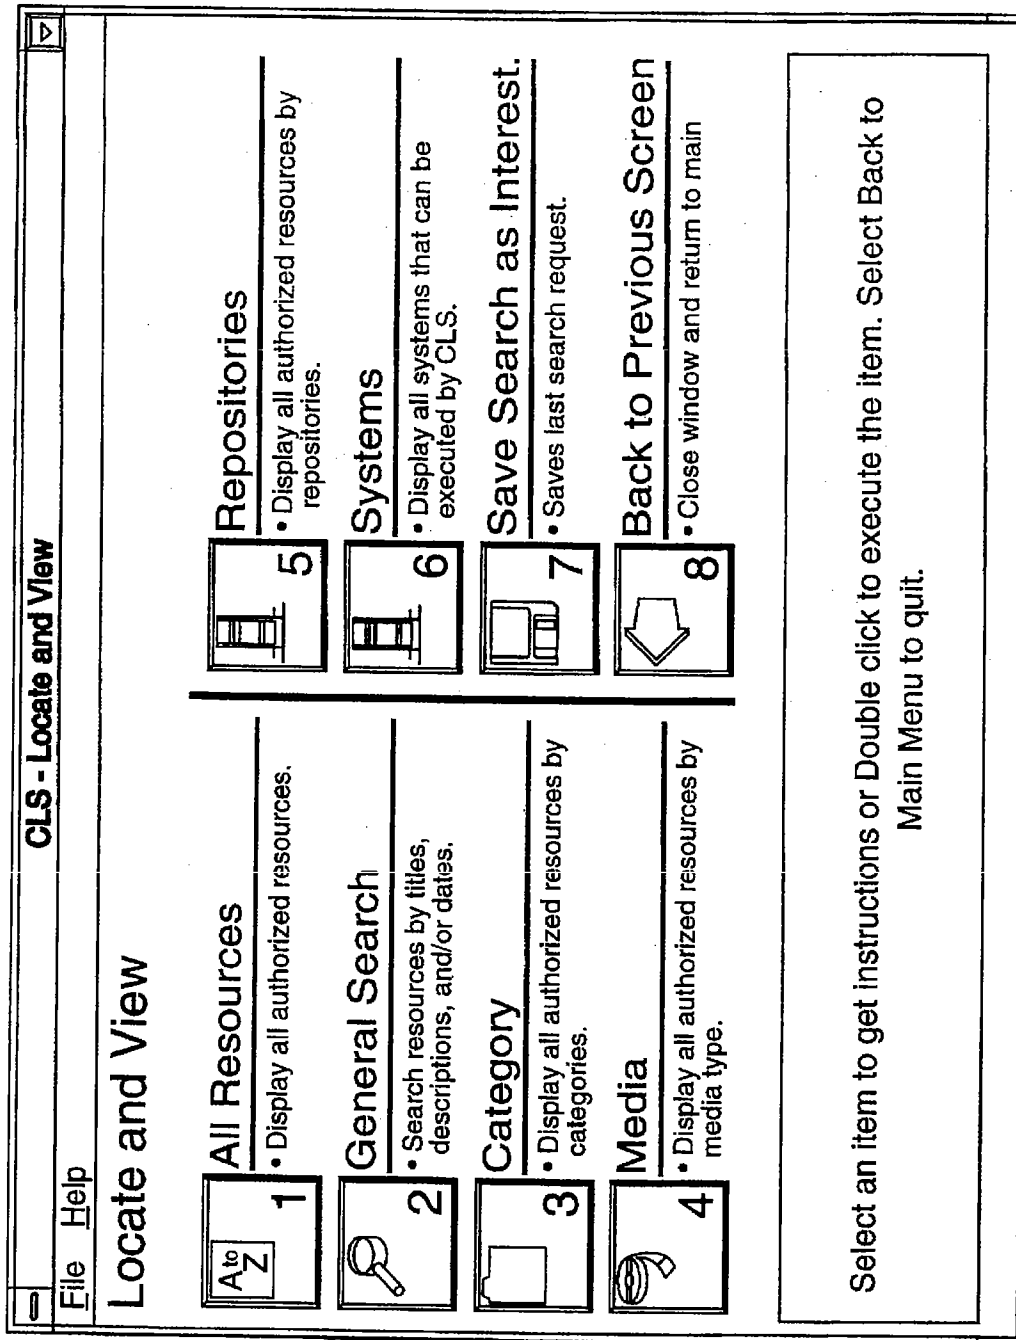 CLS - Locate and View
File Help
Locate and View
A to
Z
1
All Resources
• Display all authorized resources.
2
General Search
• Search resources by titles,
descriptions, and/or dates.
3
Category
• Display all authorized resources by
categories.
4
Media
• Display all authorized resources by
media type.
5
Repositories
• Display all authorized resources by
repositories.
6
Systems
• Display all systems that can be
executed by CLS.
7
Save Search as Interest.
• Saves last search request.
8
Back to Previous Screen
• Close window and return to main
Select an item to get instructions or Double click to execute the item. Select Back to
Main Menu to quit.